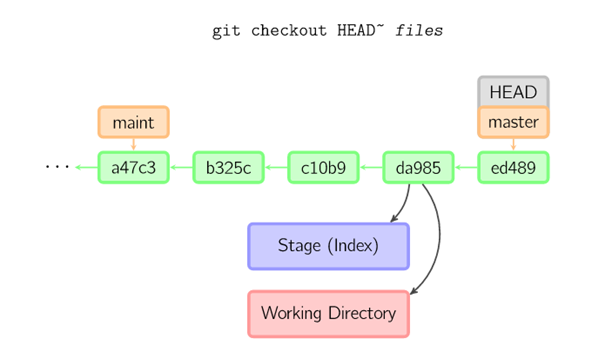 git checkout HEAD~ files
HEAD
maint
master
... a47c3 b325c c10b9 da985 ed489
Stage (Index)
Working Directory